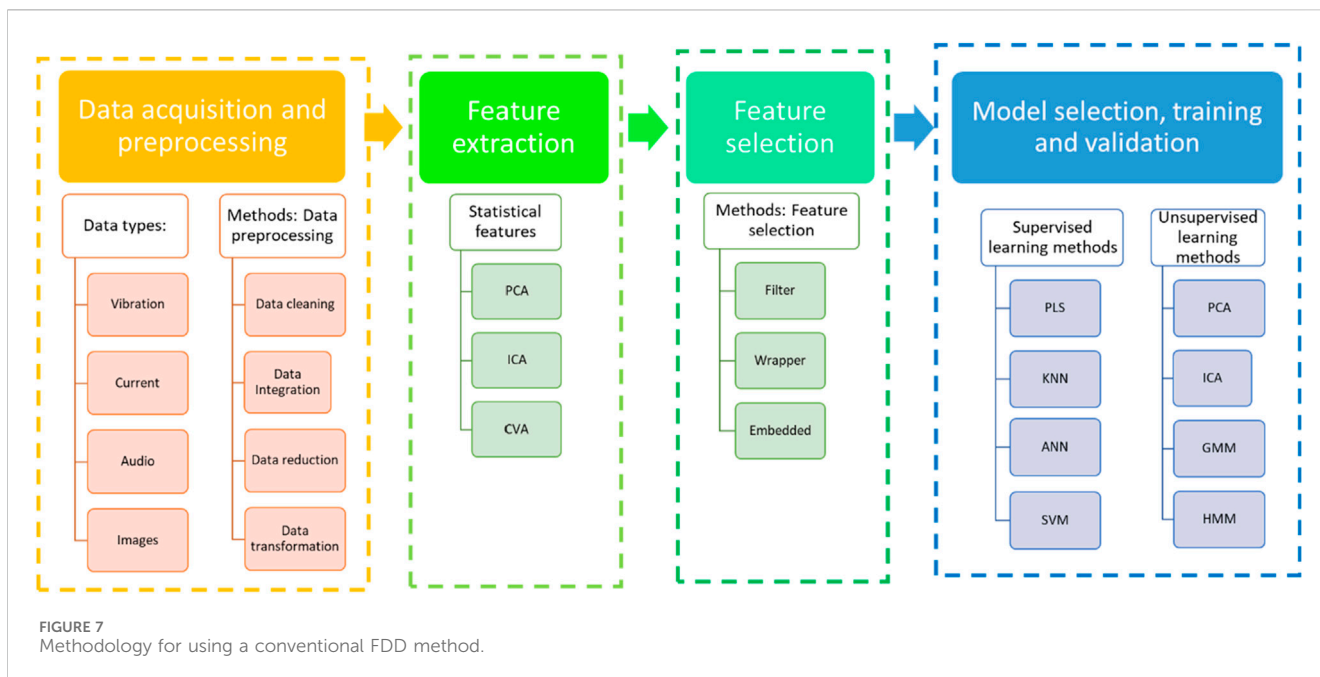 Data acquisition and
preprocessing
Data types:
Vibration
Current
Audio
Images
Methods: Data
preprocessing
Data cleaning
Data
Integration
Data reduction
Data
transformation
Feature
extraction
Statistical
features
PCA
ICA
CVA
Feature
selection
Methods: Feature
selection
Filter
Wrapper
Embedded
Model selection, training
and validation
Supervised
learning methods
PLS
KNN
ANN
SVM
Unsupervised
learning
methods
PCA
ICA
GMM
HMM
FIGURE 7
Methodology for using a conventional FDD method.